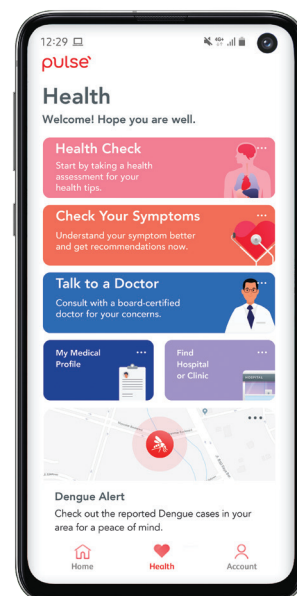 12:29
pulse
Health
Welcome! Hope you are well.
Health Check
Start by taking a health
assessment for your
health tips.
Check Your Symptoms
Understand your symptom better
and get recommendations now.
Talk to a Doctor
Consult with a board-certified
doctor for your concerns.
My Medical
Profile
Find
Hospital
or Clinic
HOSPITAL
Dengue Alert
Check out the reported Dengue cases in your
area for a peace of mind.
Home
Health
Account